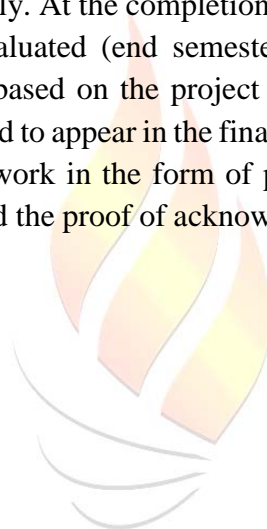 ly. At the completion
aluated (end semeste
based on the project
d to appear in the fina
work in the form of p
d the proof of acknow